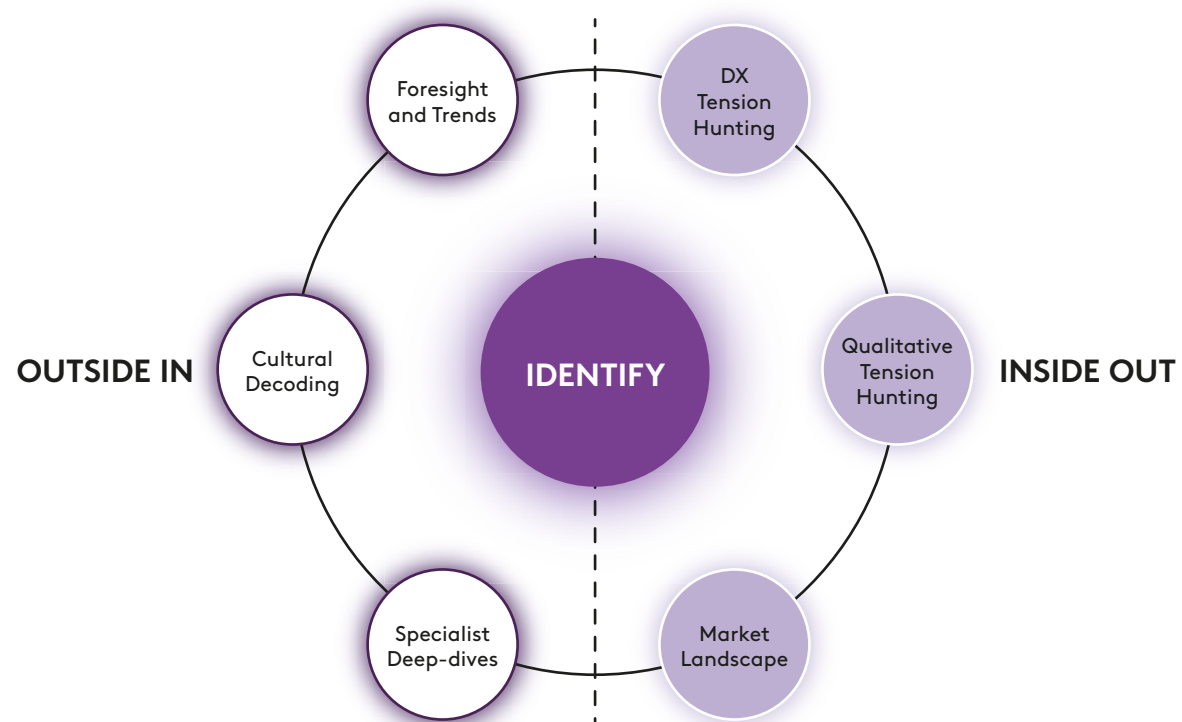 Foresight
and Trends
DX
Tension
Hunting
OUTSIDE IN
Cultural
Decoding
IDENTIFY
Qualitative
Tension
Hunting
INSIDE OUT
Specialist
Deep-dives
Market
Landscape